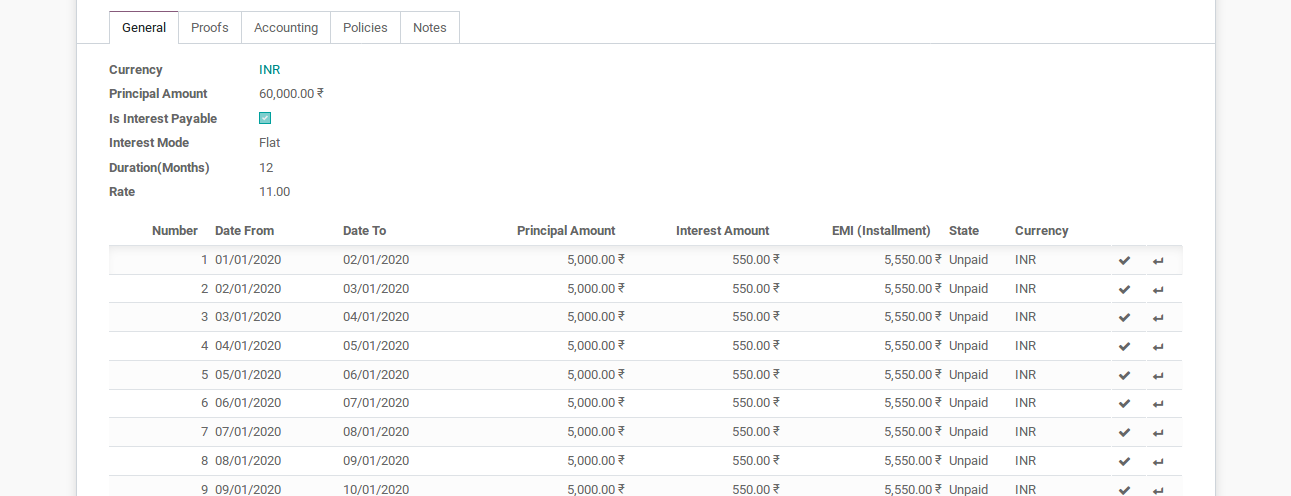 General Proofs Accounting Policies Notes
Currency INR
Principal Amount 60,000.00 ₹
Is Interest Payable
Interest Mode Flat
Duration(Months) 12
Rate 11.00
Number Date From Date To Principal Amount Interest Amount EMI (Installment) State Currency
1 01/01/2020 02/01/2020 5,000.00 ₹ 550.00 ₹ 5,550.00 ₹ Unpaid INR
2 02/01/2020 03/01/2020 5,000.00 ₹ 550.00 ₹ 5,550.00 ₹ Unpaid INR
3 03/01/2020 04/01/2020 5,000.00 ₹ 550.00 ₹ 5,550.00 ₹ Unpaid INR
4 04/01/2020 05/01/2020 5,000.00 ₹ 550.00 ₹ 5,550.00 ₹ Unpaid INR
5 05/01/2020 06/01/2020 5,000.00 ₹ 550.00 ₹ 5,550.00 ₹ Unpaid INR
6 06/01/2020 07/01/2020 5,000.00 ₹ 550.00 ₹ 5,550.00 ₹ Unpaid INR
7 07/01/2020 08/01/2020 5,000.00 ₹ 550.00 ₹ 5,550.00 ₹ Unpaid INR
8 08/01/2020 09/01/2020 5,000.00 ₹ 550.00 ₹ 5,550.00 ₹ Unpaid INR
9 09/01/2020 10/01/2020 5,000.00 ₹ 550.00 ₹ 5,550.00 ₹ Unpaid INR